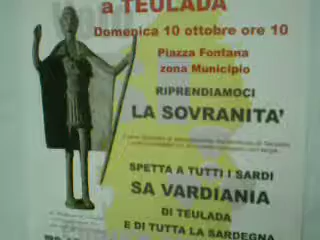 a TEULADA
Domenica 10 ottobre ore 10
Piazza Fontana
zona Municipio
RIPRENDIAMOCI
LA SOVRANITA'
SPETTA A TUTTI I SARDI
SA VARDIANIA
DI TEULADA
E DI TUTTA LA SARDEGNA